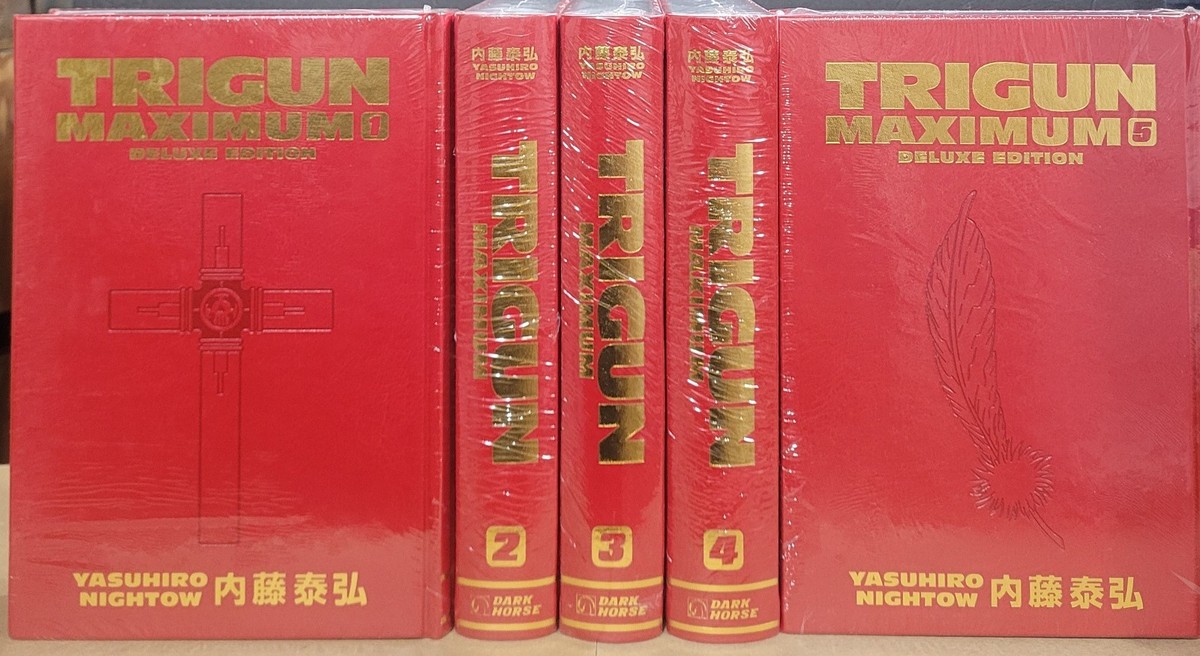 TRIGUN
MAXIMUM 1
DELUXE EDITION
YASUHIRO
NIGHTOW 内藤泰弘
内藤泰弘
YASUHIRO
NIGHTOW
TRIGUN
MAXIMUM
2
DARK
HORSE
内藤泰弘
YASUHIRO
NIGHTOW
TRIGUN
MAXIMUM
3
DARK
HORSE
内藤泰弘
YASUHIRO
NIGHTOW
TRIGUN
MAXIMUM
4
DARK
HORSE
TRIGUN
MAXIMUM 5
DELUXE EDITION
YASUHIRO
NIGHTOW 内藤泰弘